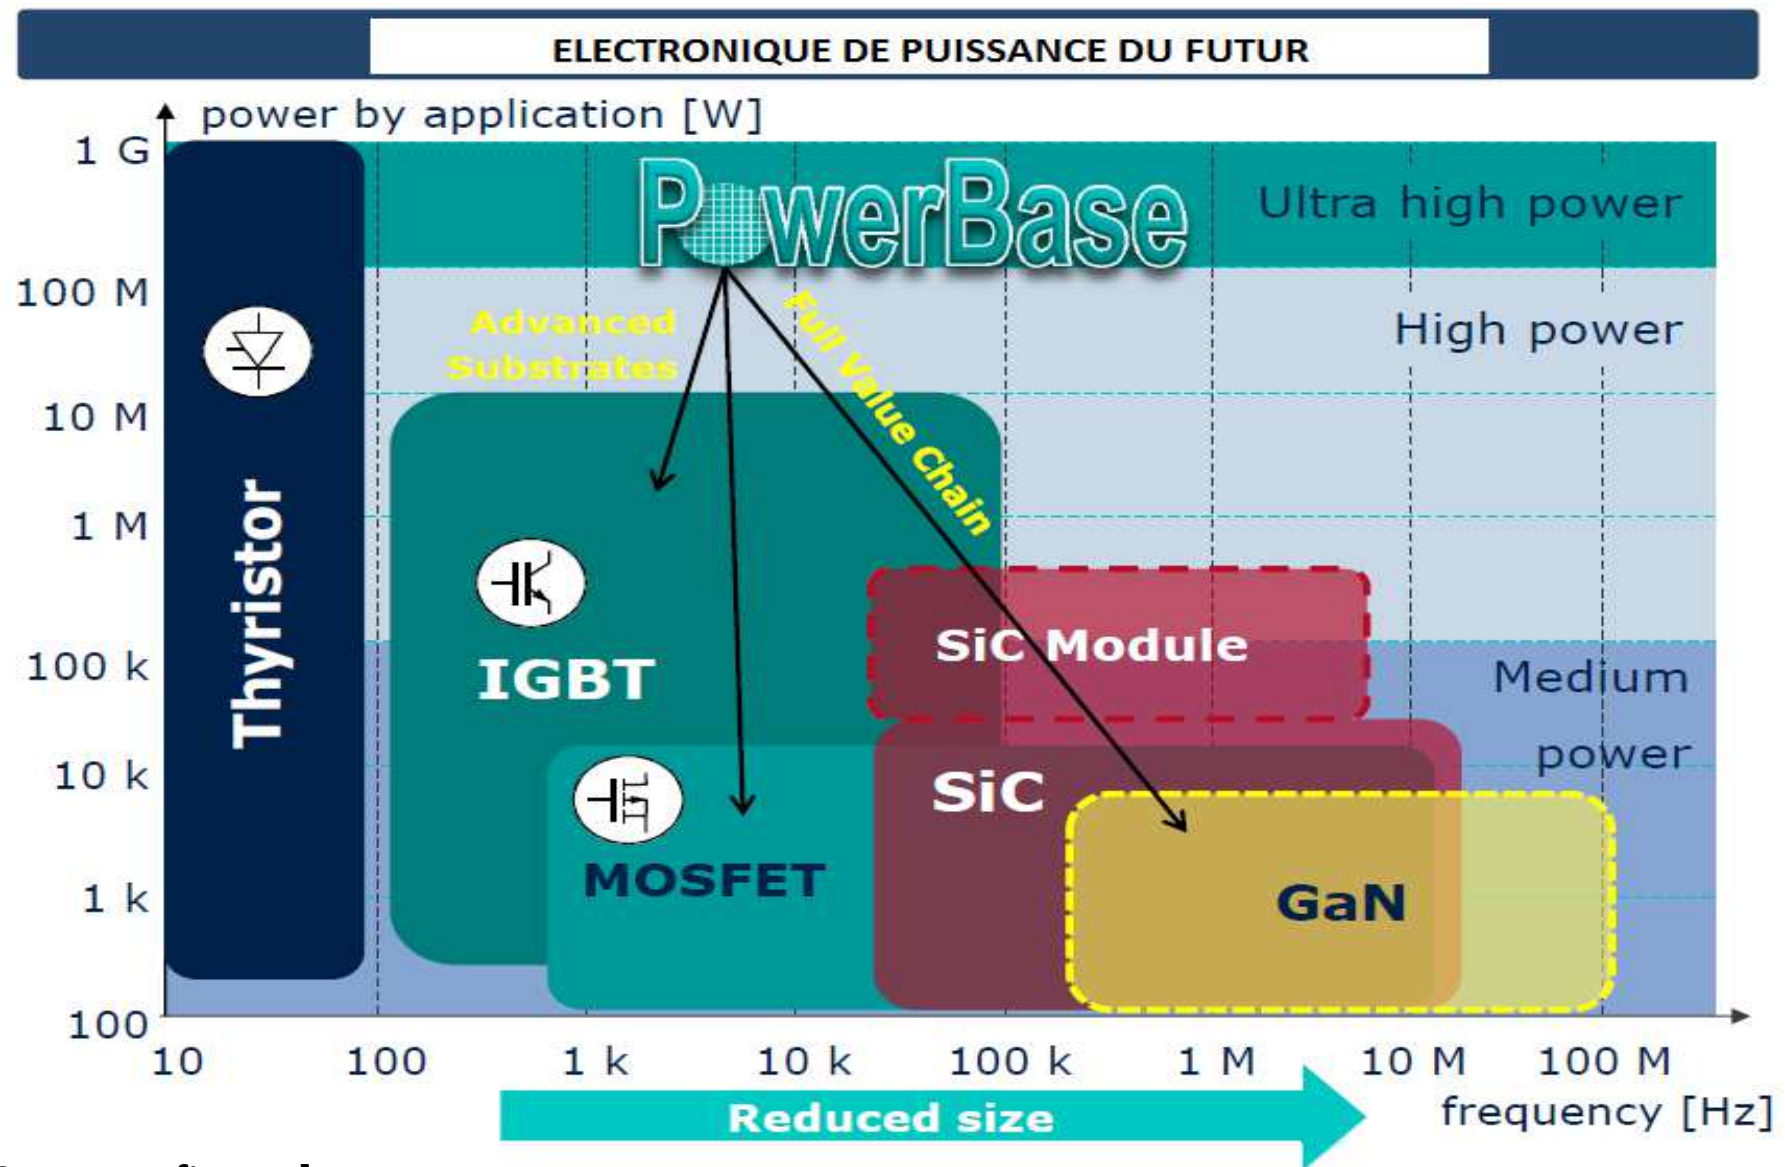 ELECTRONIQUE DE PUISSANCE DU FUTUR
power by application [W]
1 G
PowerBase
Ultra high power
100 M
Advanced
Substrates
Full Value Chain
High power
10 M
1 M
Thyristor
IGBT
SiC Module
100 k
Medium
power
10 k
SiC
MOSFET
1 k
GaN
100
10
100
1 k
10 k
100 k
1 M
10 M
100 M
Reduced size
frequency [Hz]